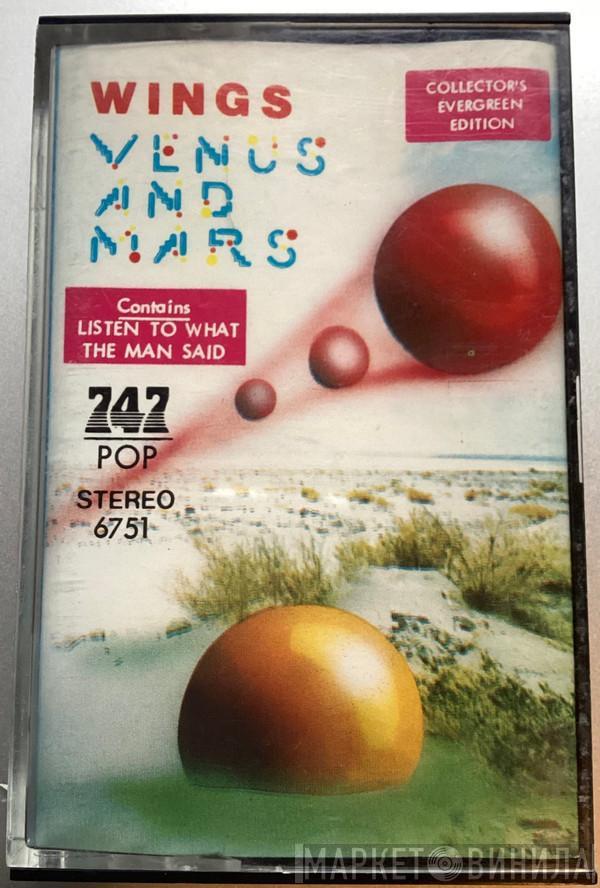 WINGS
VENUS
AND
MARS
COLLECTOR'S
EVERGREEN
EDITION
Contains
LISTEN TO WHAT
THE MAN SAID
747
POP
STEREO
6751
МАРКЕТ ВИНИЛА